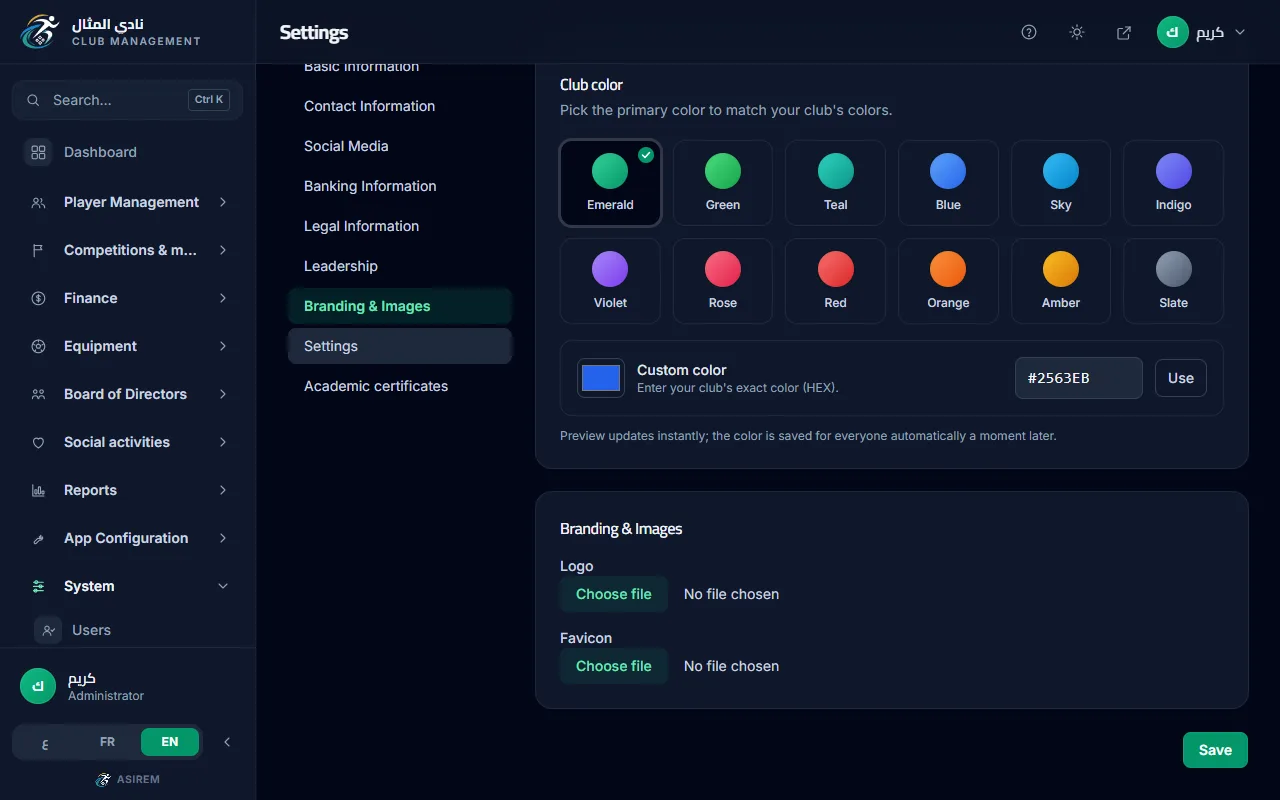 نادي المثال
CLUB MANAGEMENT
Settings
ك
كريم
Search...
Ctrl K
Dashboard
Player Management
Competitions & m...
Finance
Equipment
Board of Directors
Social activities
Reports
App Configuration
System
Users
ك
كريم
Administrator
ع
FR
EN
ASIREM
Basic Information
Contact Information
Social Media
Banking Information
Legal Information
Leadership
Branding & Images
Settings
Academic certificates
Club color
Pick the primary color to match your club's colors.
Emerald
Green
Teal
Blue
Sky
Indigo
Violet
Rose
Red
Orange
Amber
Slate
Custom color
Enter your club's exact color (HEX).
#2563EB
Use
Preview updates instantly; the color is saved for everyone automatically a moment later.
Branding & Images
Logo
Choose file
No file chosen
Favicon
Choose file
No file chosen
Save